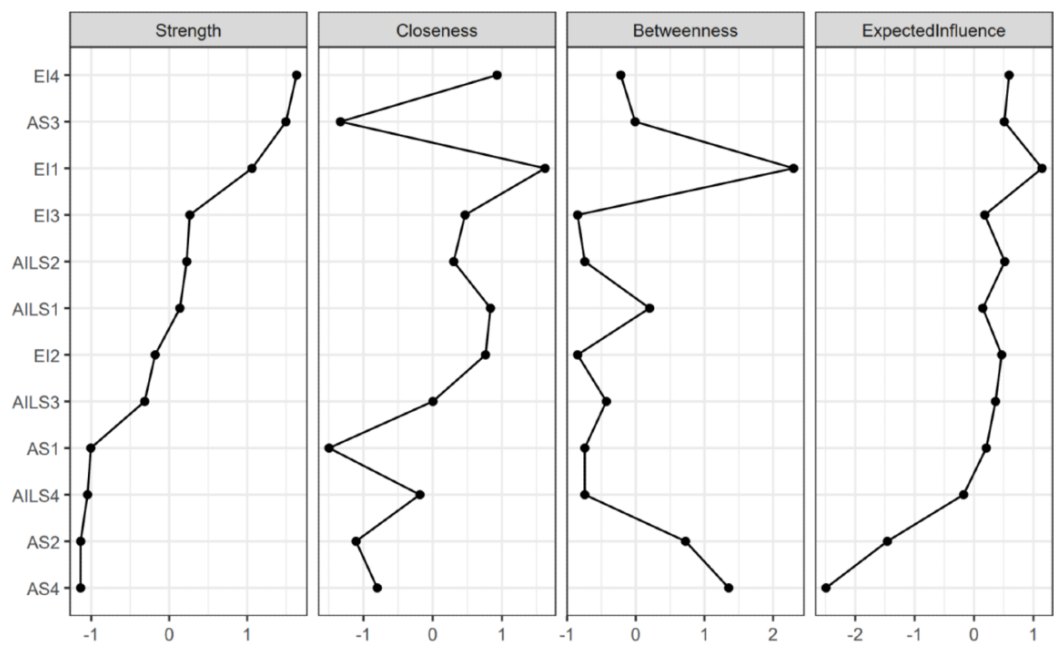 Strength Closeness Betweenness ExpectedInfluence
EI4
AS3
EI1
EI3
AILS2
AILS1
EI2
AILS3
AS1
AILS4
AS2
AS4
-1 0 1 -1 0 1 -1 0 1 2 -2 -1 0 1